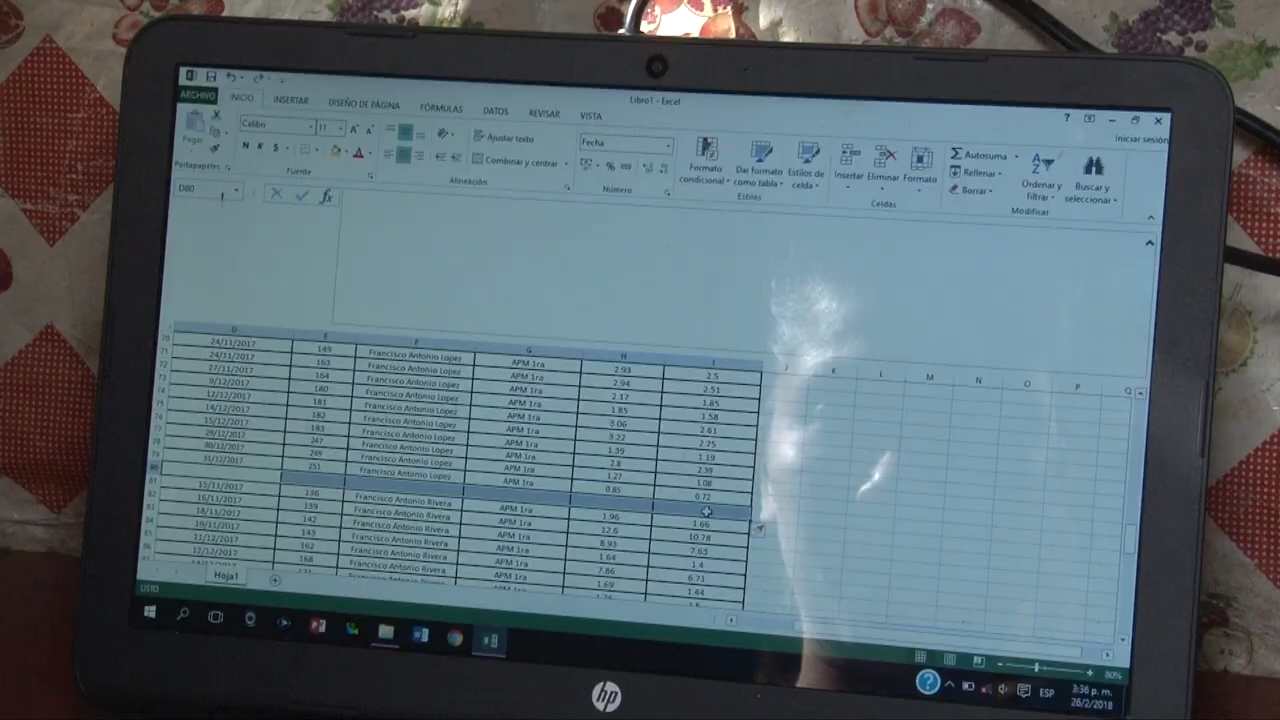 Libro1 - Excel
ARCHIVO INICIO INSERTAR DISEÑO DE PÁGINA FÓRMULAS DATOS REVISAR VISTA
Iniciar sesión
Pegar
Calibri 11
N K S
Ajustar texto
Combinar y centrar
Fecha
Formato condicional
Dar formato como tabla
Estilos de celda
Insertar Eliminar Formato
Autosuma
Rellenar
Borrar
Ordenar y filtrar
Buscar y seleccionar
Portapapeles Fuente Alineación Número Estilos Celdas Modificar
D80 fx
D E F G H I J K L M N O P Q
24/11/2017 149 Francisco Antonio Lopez APM 1ra 2.93 2.5
24/11/2017 163 Francisco Antonio Lopez APM 1ra 2.94 2.51
27/11/2017 164 Francisco Antonio Lopez APM 1ra 2.17 1.85
9/12/2017 180 Francisco Antonio Lopez APM 1ra 1.85 1.58
12/12/2017 181 Francisco Antonio Lopez APM 1ra 3.06 2.61
14/12/2017 182 Francisco Antonio Lopez APM 1ra 3.22 2.75
15/12/2017 183 Francisco Antonio Lopez APM 1ra 1.39 1.19
29/12/2017 247 Francisco Antonio Lopez APM 1ra 2.8 2.39
30/12/2017 249 Francisco Antonio Lopez APM 1ra 1.27 1.08
31/12/2017 251 Francisco Antonio Lopez APM 1ra 0.85 0.72
15/11/2017 136 Francisco Antonio Rivera APM 1ra 1.96 1.66
16/11/2017 139 Francisco Antonio Rivera APM 1ra 12.6 10.78
18/11/2017 142 Francisco Antonio Rivera APM 1ra 8.93 7.63
19/11/2017 143 Francisco Antonio Rivera APM 1ra 1.64 1.4
11/12/2017 162 Francisco Antonio Rivera APM 1ra 7.86 6.71
12/12/2017 168 Francisco Antonio Rivera APM 1ra 1.69 1.44
Hoja1
LISTO
80%
ESP
3:36 p. m.
26/2/2018
hp